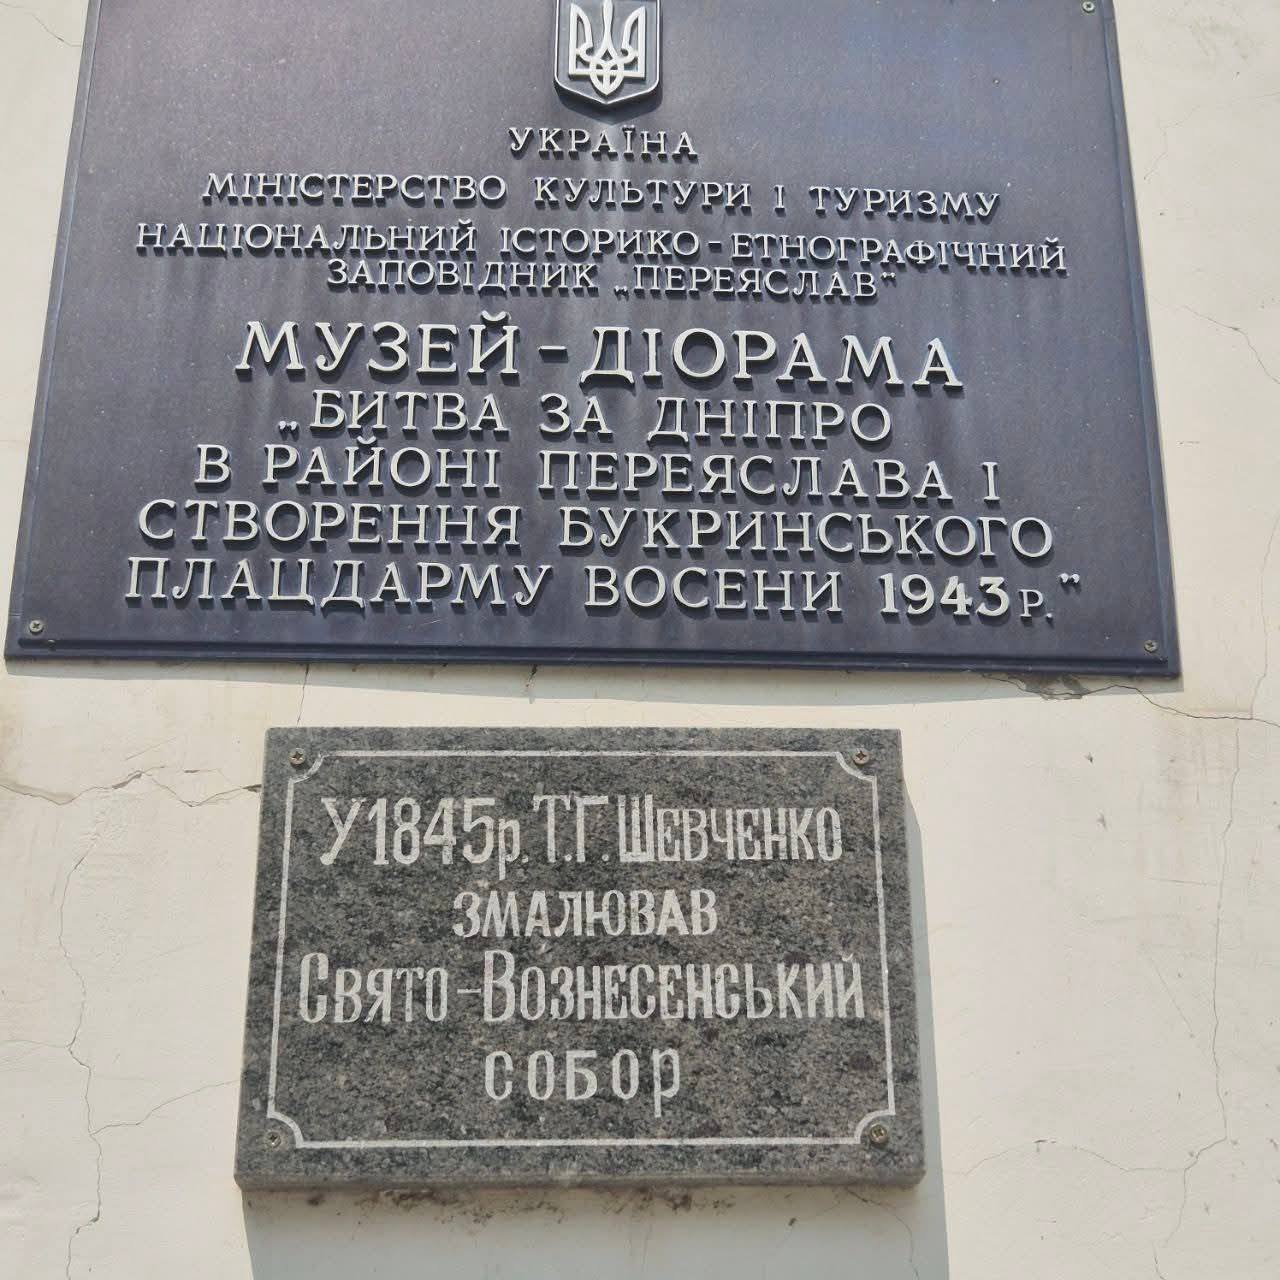 УКРАЇНА
МІНІСТЕРСТВО КУЛЬТУРИ І ТУРИЗМУ
НАЦІОНАЛЬНИЙ ІСТОРИКО-ЕТНОГРАФІЧНИЙ
ЗАПОВІДНИК „ПЕРЕЯСЛАВ"
МУЗЕЙ-ДІОРАМА
„БИТВА ЗА ДНІПРО
В РАЙОНІ ПЕРЕЯСЛАВА І
СТВОРЕННЯ БУКРИНСЬКОГО
ПЛАЦДАРМУ ВОСЕНИ 1943 р."
У 1845р. Т.Г. ШЕВЧЕНКО
ЗМАЛЮВАВ
СВЯТО-ВОЗНЕСЕНСЬКИЙ
СОБОР